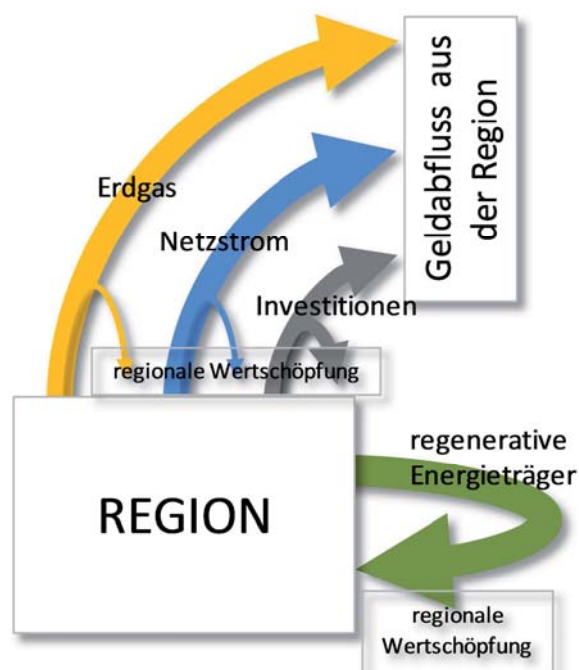 Geldabfluss aus
der Region
Erdgas
Netzstrom
Investitionen
regionale Wertschöpfung
REGION
regenerative
Energieträger
regionale
Wertschöpfung